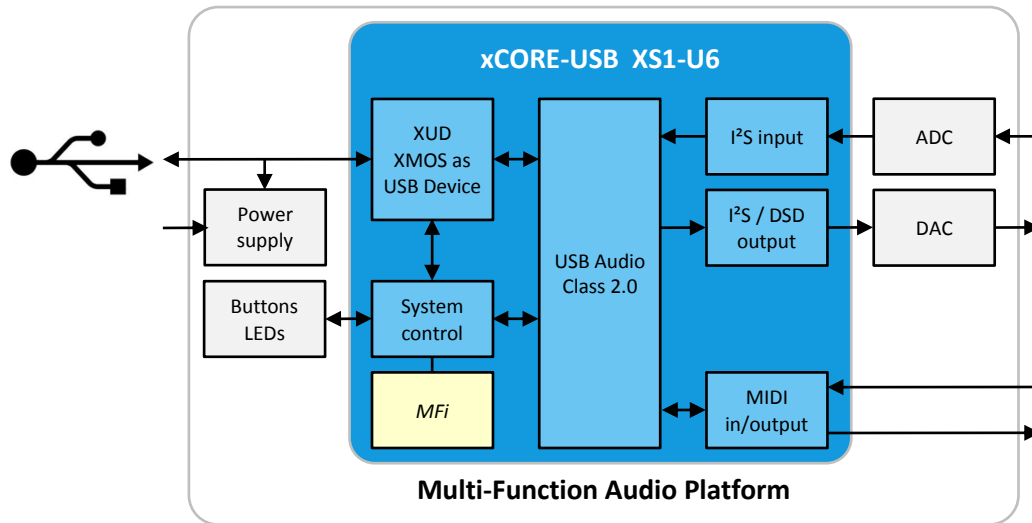 xCORE-USB XS1-U6
XUD
XMOS as
USB Device
I²S input
ADC
Power
supply
I²S / DSD
output
DAC
USB Audio
Class 2.0
Buttons
LEDs
System
control
MFi
MIDI
in/output
Multi-Function Audio Platform